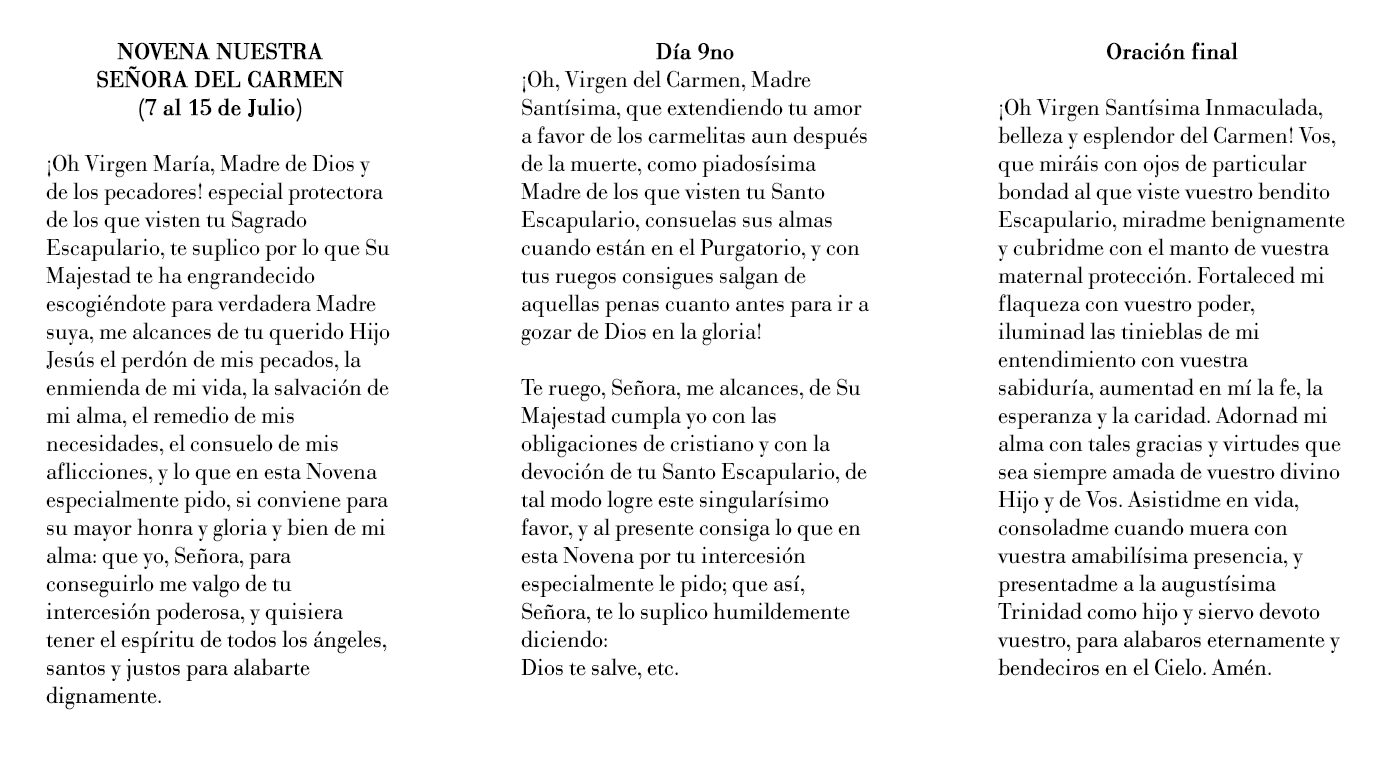 NOVENA NUESTRA
SEÑORA DEL CARMEN
(7 al 15 de Julio)
¡Oh Virgen María, Madre de Dios y
de los pecadores! especial protectora
de los que visten tu Sagrado
Escapulario, te suplico por lo que Su
Majestad te ha engrandecido
escogiéndote para verdadera Madre
suya, me alcances de tu querido Hijo
Jesús el perdón de mis pecados, la
enmienda de mi vida, la salvación de
mi alma, el remedio de mis
necesidades, el consuelo de mis
aflicciones, y lo que en esta Novena
especialmente pido, si conviene para
su mayor honra y gloria y bien de mi
alma: que yo, Señora, para
conseguirlo me valgo de tu
intercesión poderosa, y quisiera
tener el espíritu de todos los ángeles,
santos y justos para alabarte
dignamente.
Día 9no
¡Oh, Virgen del Carmen, Madre
Santísima, que extendiendo tu amor
a favor de los carmelitas aun después
de la muerte, como piadosísima
Madre de los que visten tu Santo
Escapulario, consuelas sus almas
cuando están en el Purgatorio, y con
tus ruegos consigues salgan de
aquellas penas cuanto antes para ir a
gozar de Dios en la gloria!
Te ruego, Señora, me alcances, de Su
Majestad cumpla yo con las
obligaciones de cristiano y con la
devoción de tu Santo Escapulario, de
tal modo logre este singularísimo
favor, y al presente consiga lo que en
esta Novena por tu intercesión
especialmente le pido; que así,
Señora, te lo suplico humildemente
diciendo:
Dios te salve, etc.
Oración final
¡Oh Virgen Santísima Inmaculada,
belleza y esplendor del Carmen! Vos,
que miráis con ojos de particular
bondad al que viste vuestro bendito
Escapulario, miradme benignamente
y cubridme con el manto de vuestra
maternal protección. Fortaleced mi
flaqueza con vuestro poder,
iluminad las tinieblas de mi
entendimiento con vuestra
sabiduría, aumentad en mí la fe, la
esperanza y la caridad. Adornad mi
alma con tales gracias y virtudes que
sea siempre amada de vuestro divino
Hijo y de Vos. Asistidme en vida,
consoladme cuando muera con
vuestra amabilísima presencia, y
presentadme a la augustísima
Trinidad como hijo y siervo devoto
vuestro, para alabaros eternamente y
bendeciros en el Cielo. Amén.